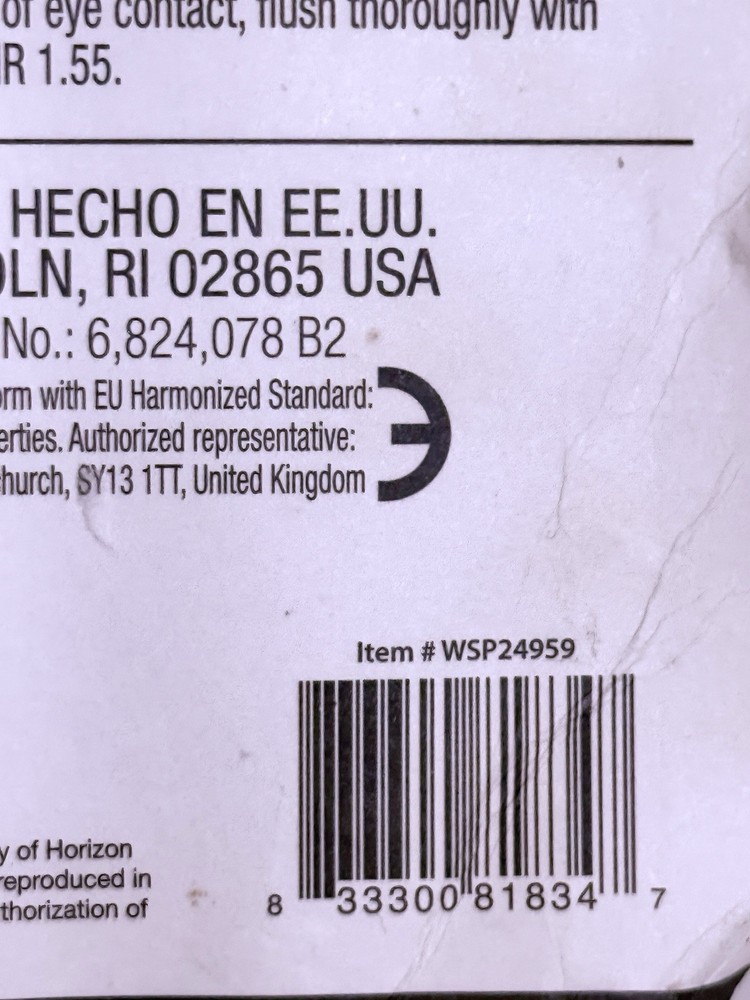 of eye contact, flush thoroughly with
R 1.55.
HECHO EN EE.UU.
OLN, RI 02865 USA
No.: 6,824,078 B2
orm with EU Harmonized Standard:
erties. Authorized representative:
church, SY13 1TT, United Kingdom
Item # WSP24959
8 33300 81834 7
y of Horizon
reproduced in
thorization of